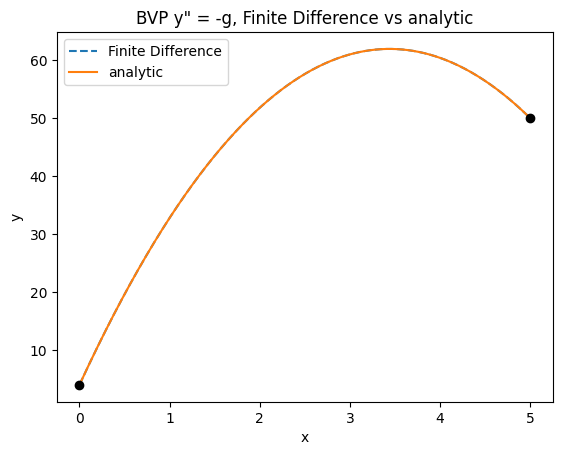 BVP y" = -g, Finite Difference vs analytic
Finite Difference
analytic
60
50
40
30
20
10
y
0 1 2 3 4 5
x